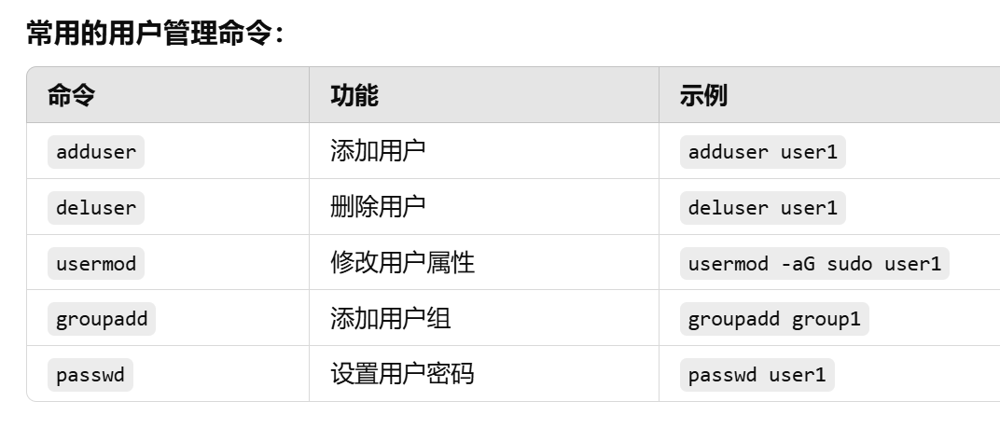 常用的用户管理命令：
命令 功能 示例
adduser 添加用户 adduser user1
deluser 删除用户 deluser user1
usermod 修改用户属性 usermod -aG sudo user1
groupadd 添加用户组 groupadd group1
passwd 设置用户密码 passwd user1